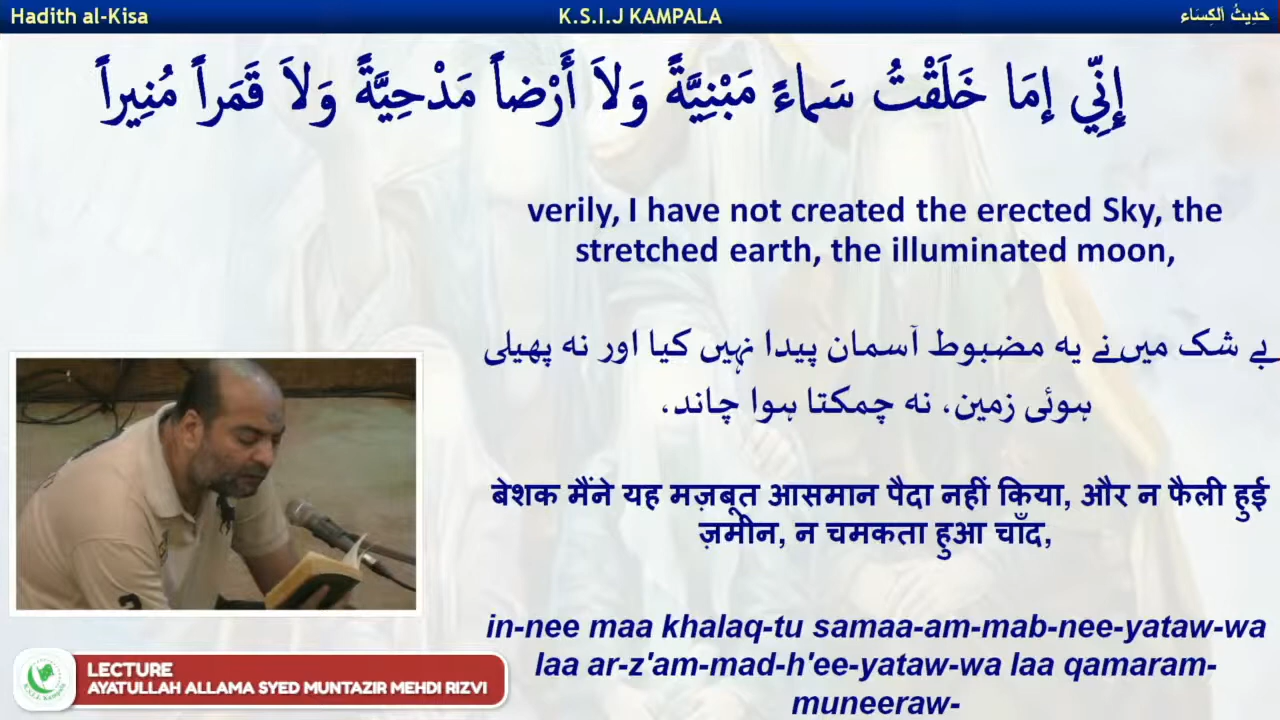 Hadith al-Kisa
K.S.I.J KAMPALA
حَدِيثُ ٱلكِسَاء
إِنِّي إمَا خَلَقْتُ سَماءً مَبْنِيَّةً وَلاَ أَرْضاً مَدْحِيَّةً وَلاَ قَمَراً مُنِيراً
verily, I have not created the erected Sky, the
stretched earth, the illuminated moon,
بے شک میں نے یہ مضبوط آسمان پیدا نہیں کیا اور نہ پھیلی
ہوئی زمین، نہ چمکتا ہوا چاند،
बेशक मैंने यह मज़बूत आसमान पैदा नहीं किया, और न फैली हुई
ज़मीन, न चमकता हुआ चाँद,
in-nee maa khalaq-tu samaa-am-mab-nee-yataw-wa
laa ar-z'am-mad-h'ee-yataw-wa laa qamaram-
muneeraw-
LECTURE
AYATULLAH ALLAMA SYED MUNTAZIR MEHDI RIZVI
K.S.I.J. Kampala